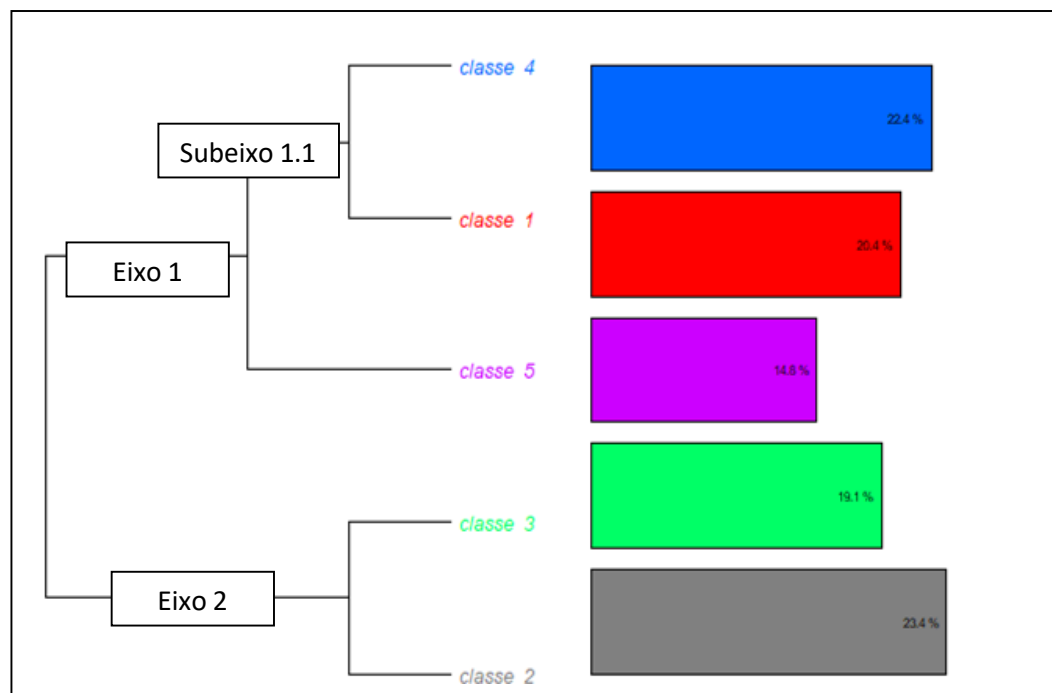 classe 4
22.4 %
Subeixo 1.1
classe 1
20.4 %
Eixo 1
classe 5
14.8 %
classe 3
19.1 %
Eixo 2
classe 2
23.4 %